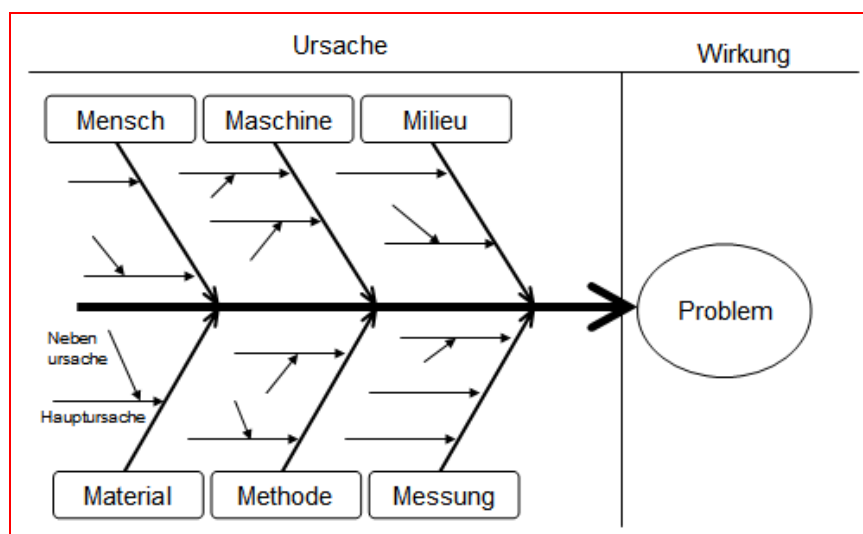 Ursache
Wirkung
Mensch
Maschine
Milieu
Problem
Neben
ursache
Hauptursache
Material
Methode
Messung